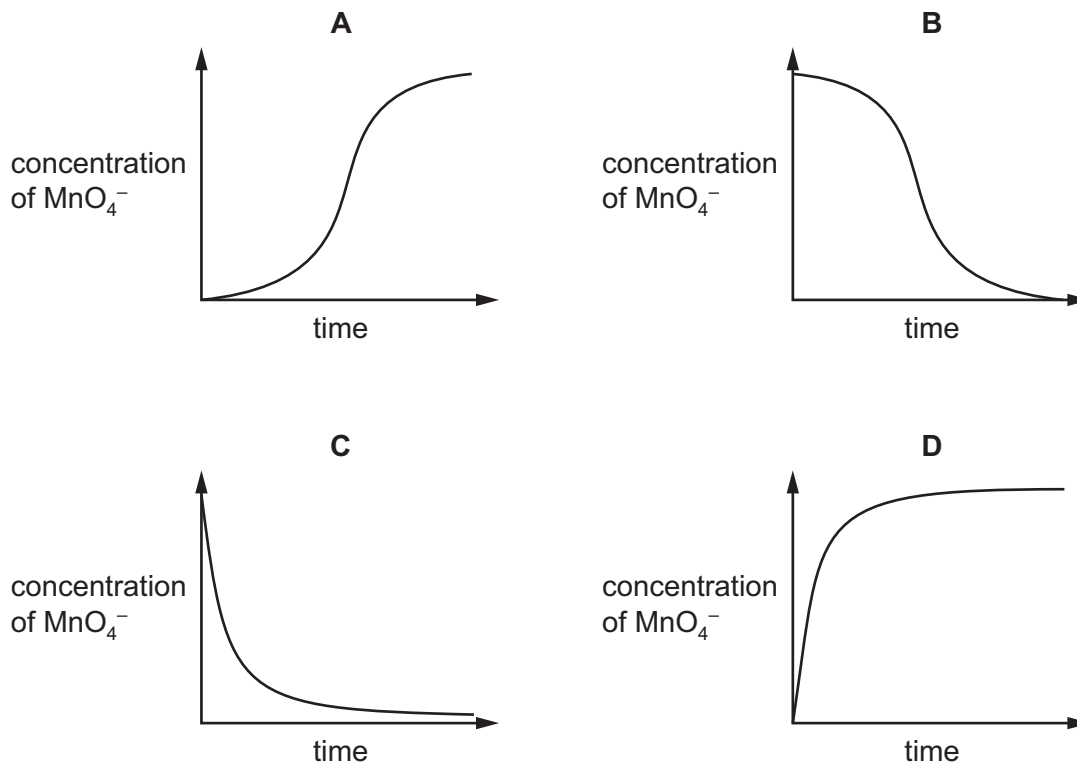 A
concentration
of MnO₄⁻
time
B
concentration
of MnO₄⁻
time
C
concentration
of MnO₄⁻
time
D
concentration
of MnO₄⁻
time